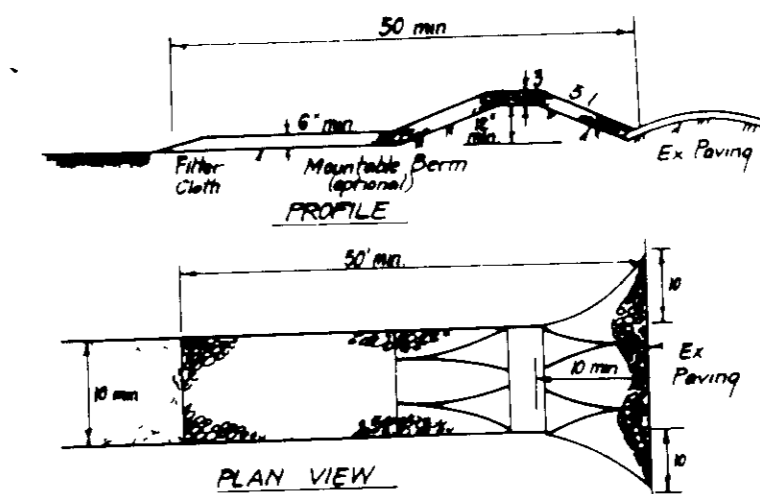 50 min
3
5 /
6" min
12"
min.
Filter
Cloth
Mountable Berm
(optional)
Ex Paving
PROFILE
50' min.
10
10 min
10 min
Ex
Paving
10
PLAN VIEW